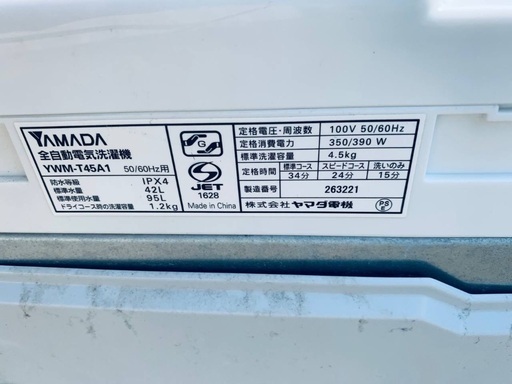 YAMADA
全自動電気洗濯機
YWM-T45A1 50/60Hz用
防水等級 IPX4
標準水量 42L
標準使用水量 95L
ドライコース時の洗濯容量 1.2kg
G
JET
1628
Made in China
定格電圧・周波数 100V 50/60Hz
定格消費電力 350/390 W
標準洗濯容量 4.5kg
定格時間 標準コース スピードコース 洗いのみ
34分 24分 15分
製造番号 263221
株式会社ヤマダ電機
PS
E